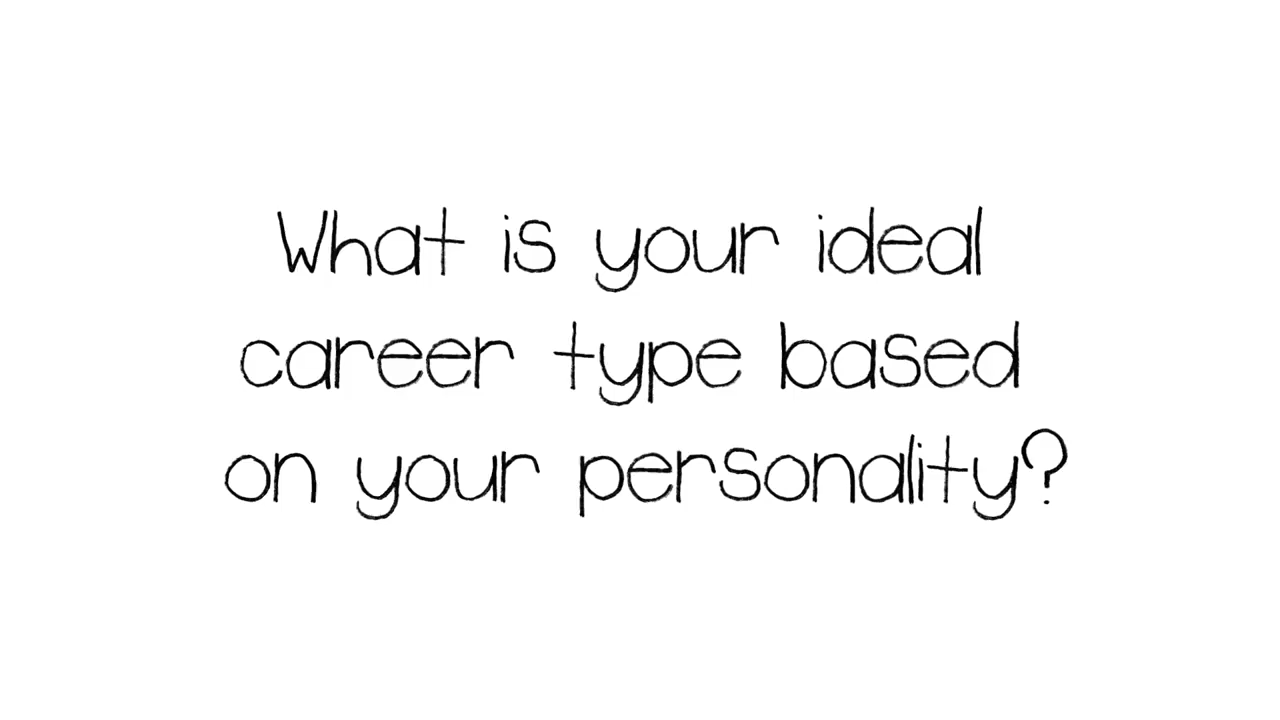 What is your ideal
career type based
on your personality?